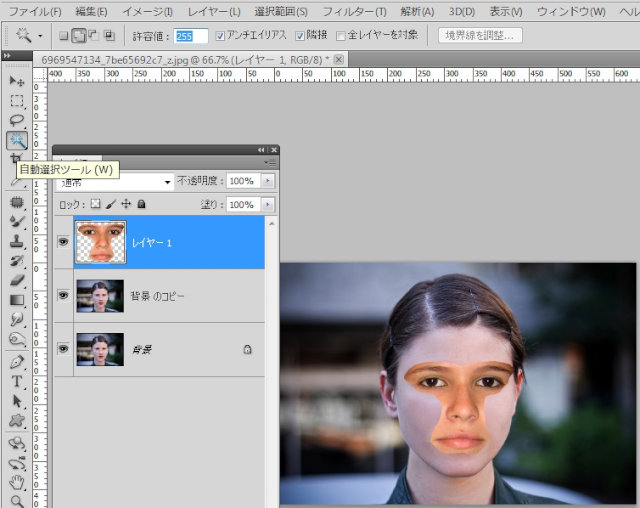 ファイル(F) 編集(E) イメージ(I) レイヤー(L) 選択範囲(S) フィルター(T) 解析(A) 3D(D) 表示(V) ウィンドウ(W) ヘル
許容値: 255 アンチエイリアス 隣接 全レイヤーを対象 境界線を調整...
6969547134_7be65692c7_z.jpg @ 66.7% (レイヤー 1, RGB/8) *
400 350 300 250 200 150 100 50 0 50 100 150 200 250 300 350 400 450 500 550 600
自動選択ツール (W)
通常 不透明度: 100%
ロック: 塗り: 100%
レイヤー 1
背景 のコピー
背景